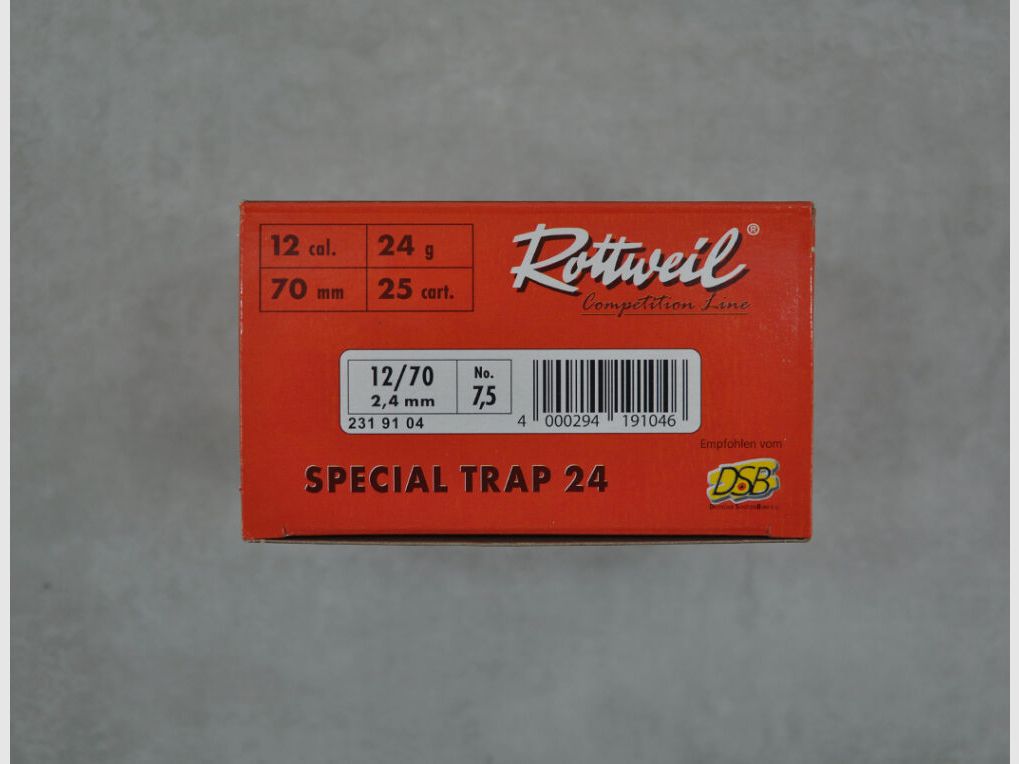 12 cal.
24 g
70 mm
25 cart.
Rottweil®
Competition Line
12/70
2,4 mm
No.
7,5
231 91 04
4 000294 191046
Empfohlen vom
DSB
SPECIAL TRAP 24